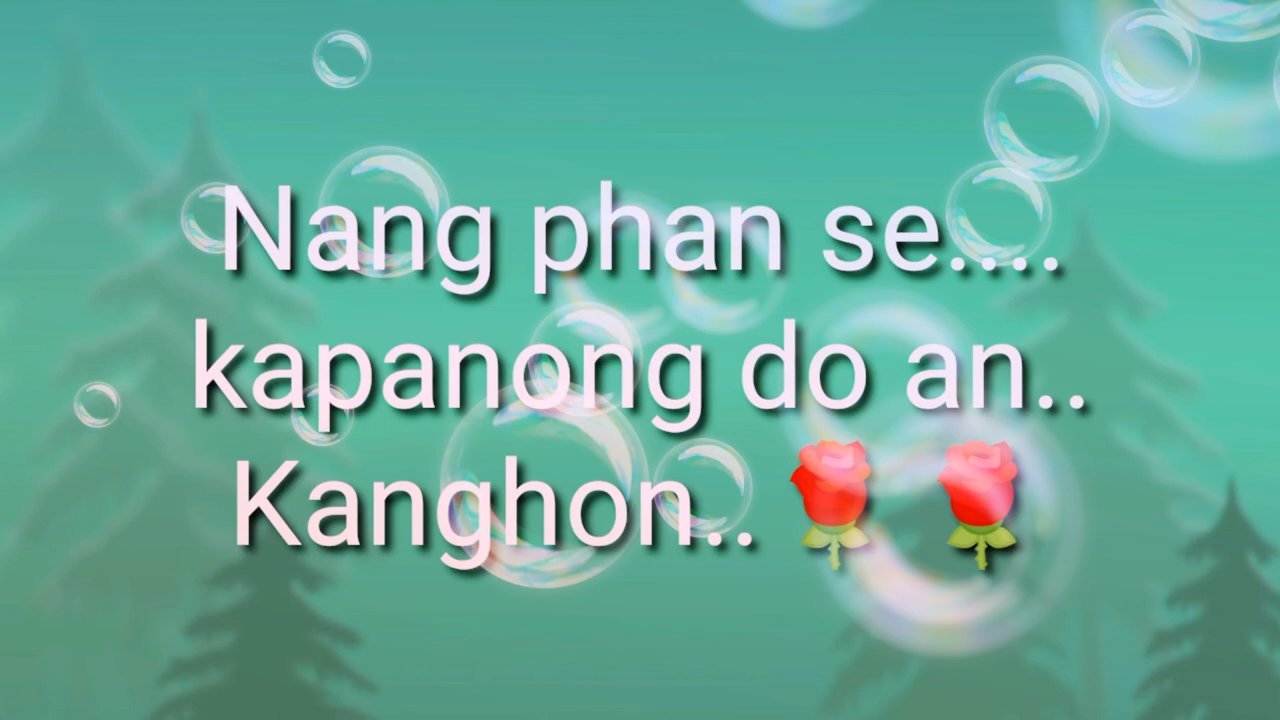 Nang phan se....
kapanong do an..
Kanghon.. 🌹 🌹